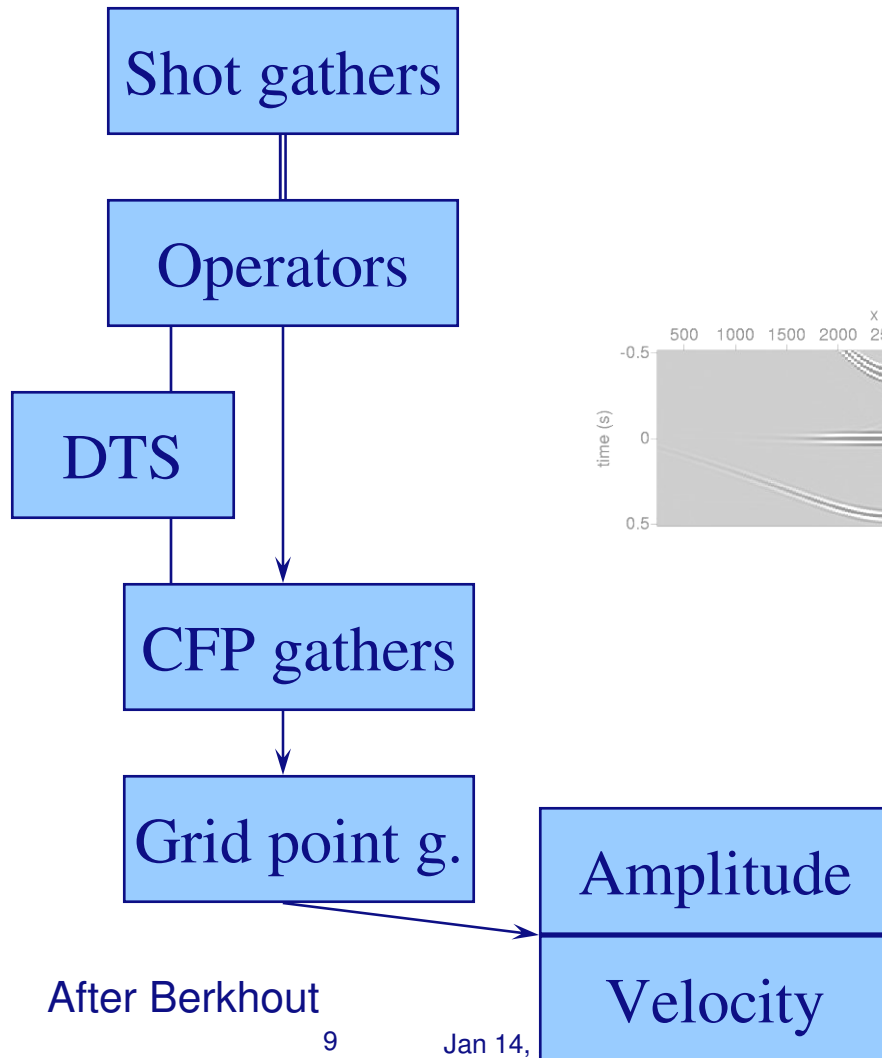 Shot gathers
Operators
DTS
CFP gathers
Grid point g.
Amplitude
Velocity
x
500 1000 1500 2000
-0.5
0
0.5
time (s)
After Berkhout
9
Jan 14,